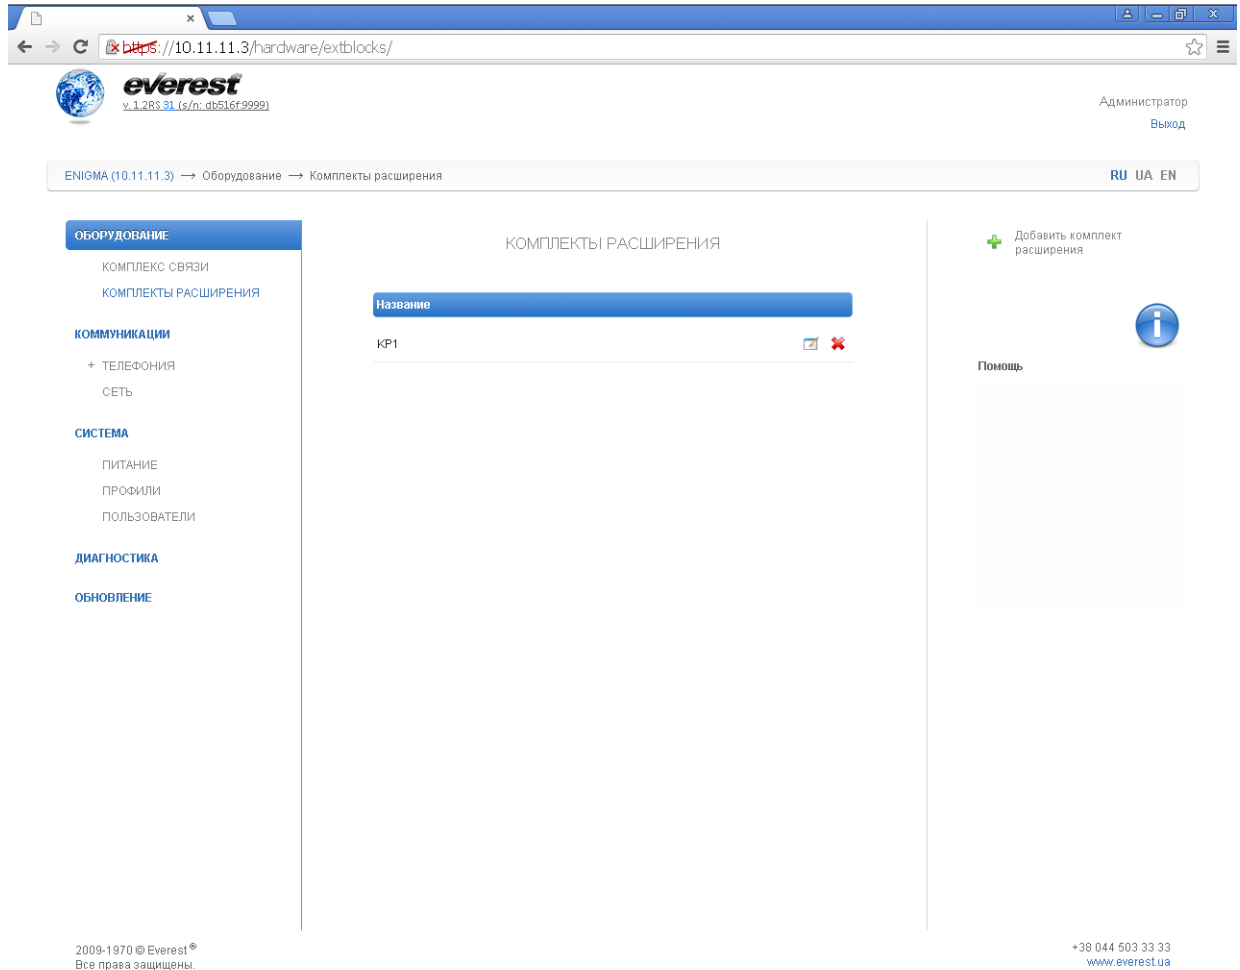 https://10.11.11.3/hardware/extblocks/
everest
v. 1.2RS 31 (s/n: db516f:9999)
Администратор
Выход
ENIGMA (10.11.11.3) → Оборудование → Комплекты расширения
RU UA EN
ОБОРУДОВАНИЕ
КОМПЛЕКС СВЯЗИ
КОМПЛЕКТЫ РАСШИРЕНИЯ
КОММУНИКАЦИИ
+ ТЕЛЕФОНИЯ
СЕТЬ
СИСТЕМА
ПИТАНИЕ
ПРОФИЛИ
ПОЛЬЗОВАТЕЛИ
ДИАГНОСТИКА
ОБНОВЛЕНИЕ
КОМПЛЕКТЫ РАСШИРЕНИЯ
Название
KP1
Добавить комплект
расширения
Помощь
2009-1970 © Everest ®
Все права защищены.
+38 044 503 33 33
www.everest.ua